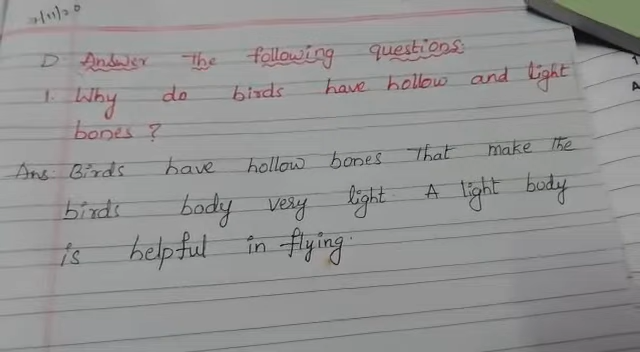 D Answer The following questions:
1. Why do birds have hollow and light
bones ?
Ans: Birds have hollow bones That make The
birds body very light. A light body
is helpful in flying.